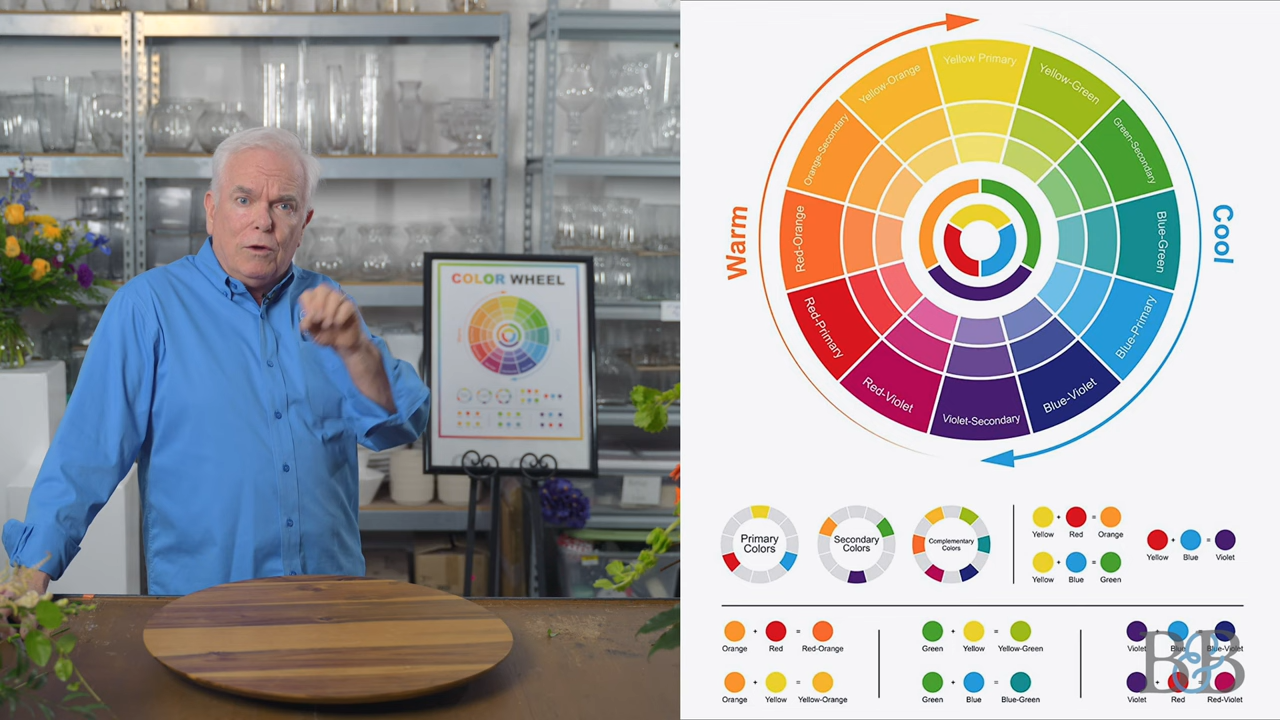 COLOR WHEEL
Warm
Cool
Yellow Primary
Yellow-Green
Green-Secondary
Blue-Green
Blue-Primary
Blue-Violet
Violet-Secondary
Red-Violet
Red-Primary
Red-Orange
Orange-Secondary
Yellow-Orange
Primary
Colors
Secondary
Colors
Complementary
Colors
+ =
Yellow Red Orange
+ =
Yellow Blue Green
+ =
Yellow Blue Violet
+ =
Orange Red Red-Orange
+ =
Orange Yellow Yellow-Orange
+ =
Green Yellow Yellow-Green
+ =
Green Blue Blue-Green
+ =
Violet Blue Blue-Violet
+ =
Violet Red Red-Violet
B&B